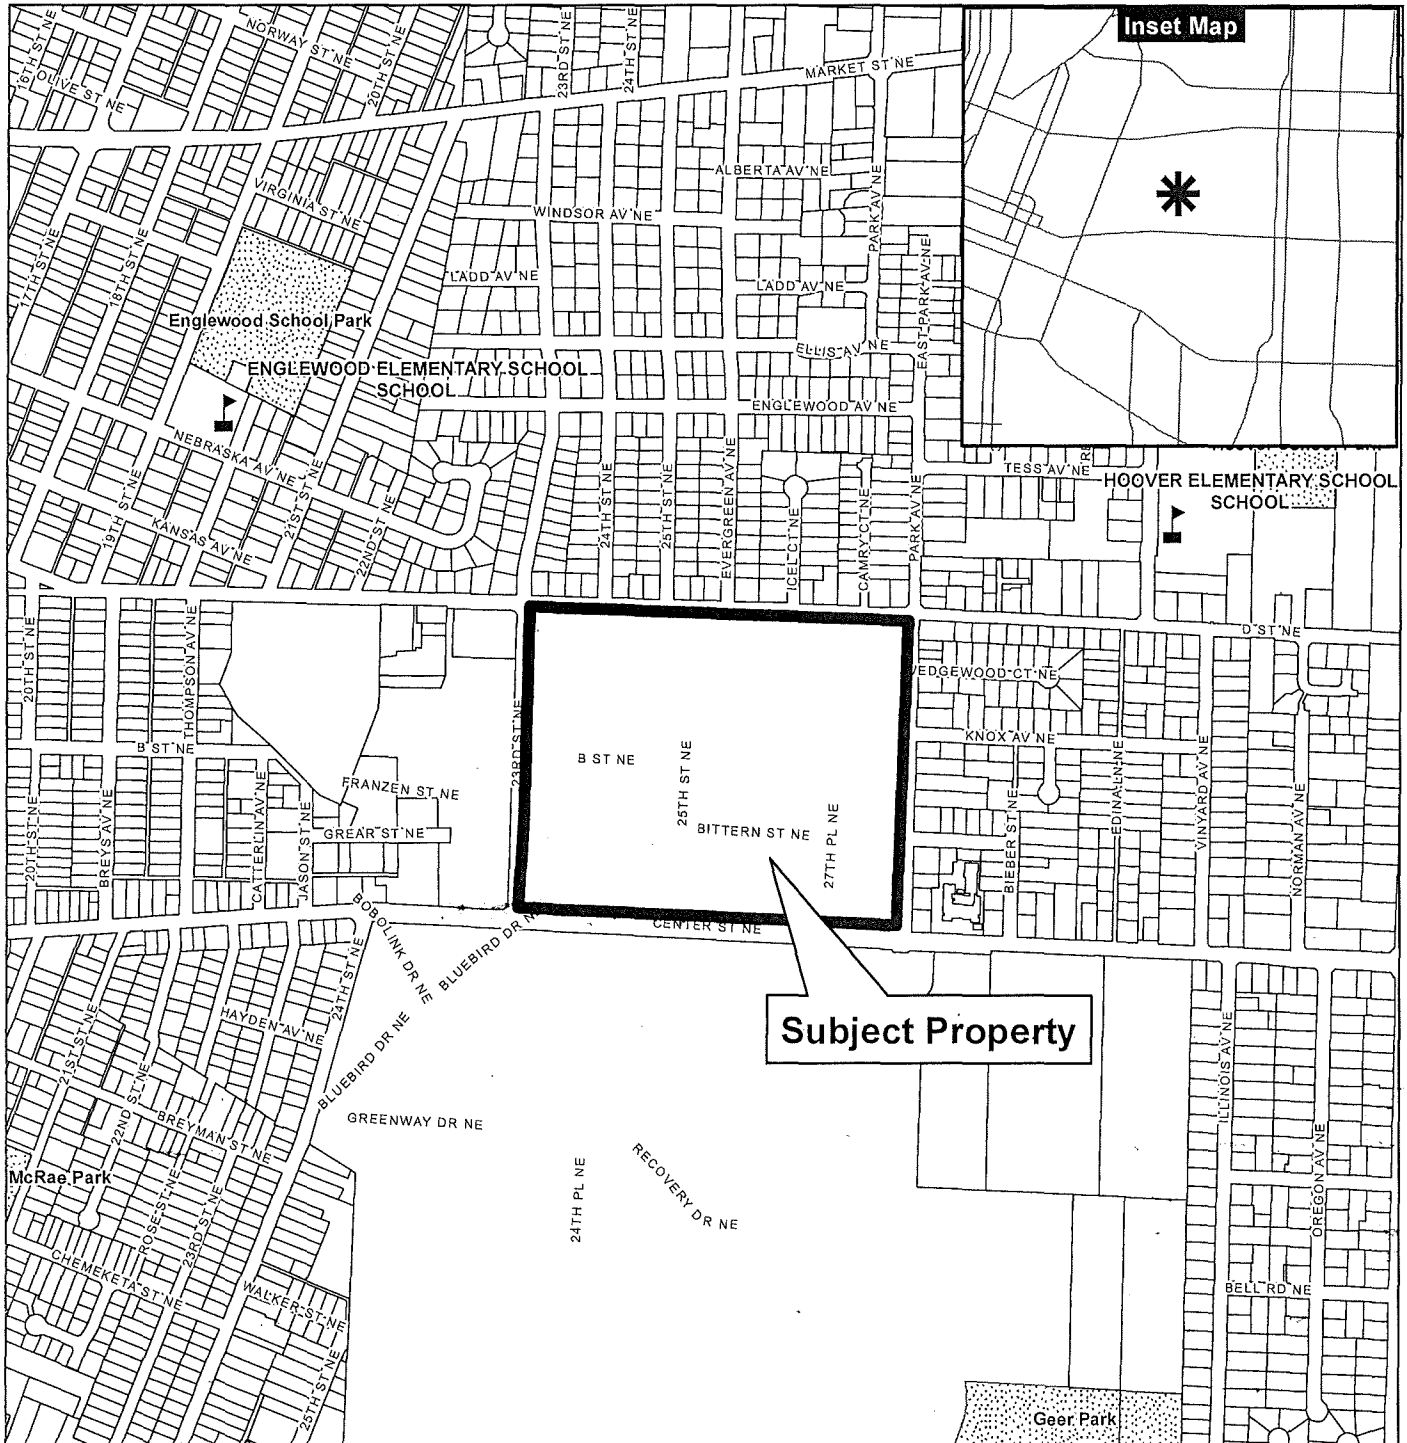 Inset Map
NORWAY ST NE
16TH ST NE
OLIVE ST NE
20TH ST NE
23RD ST NE
24TH ST NE
MARKET ST NE
VIRGINIA ST NE
ALBERTA AV NE
WINDSOR AV NE
PARK AV NE
17TH ST NE
18TH ST NE
LADD AV NE
LADD AV NE
EAST PARK AV NE
Englewood School Park
ELLIS AV NE
ENGLEWOOD ELEMENTARY SCHOOL
SCHOOL
ENGLEWOOD AV NE
NEBRASKA AV NE
TESS AV NE
HOOVER ELEMENTARY SCHOOL
SCHOOL
19TH ST NE
KANSAS AV NE
21ST ST NE
22ND ST NE
24TH ST NE
25TH ST NE
EVERGREEN AV NE
ICEL CT NE
CAMRY CT NE
PARK AV NE
D ST NE
20TH ST NE
THOMPSON AV NE
EDGEWOOD CT NE
23RD ST NE
KNOX AV NE
B ST NE
B ST NE
25TH ST NE
FRANZEN ST NE
GREAR ST NE
BITTERN ST NE
27TH PL NE
20TH ST NE
BREYS AV NE
CATTERLIN AV NE
JASON ST NE
BIEBER ST NE
EDINA LN NE
VINYARD AV NE
NORMAN AV NE
BOBOLINK DR NE
BLUEBIRD DR NE
CENTER ST NE
24TH ST NE
HAYDEN AV NE
Subject Property
21ST ST NE
BLUEBIRD DR NE
22ND ST NE
BREYMAN ST NE
GREENWAY DR NE
ILLINOIS AV NE
McRae Park
ROSE ST NE
23RD ST NE
24TH PL NE
RECOVERY DR NE
OREGON AV NE
CHEMEKETA ST NE
WALKER ST NE
BELL RD NE
25TH ST NE
Geer Park